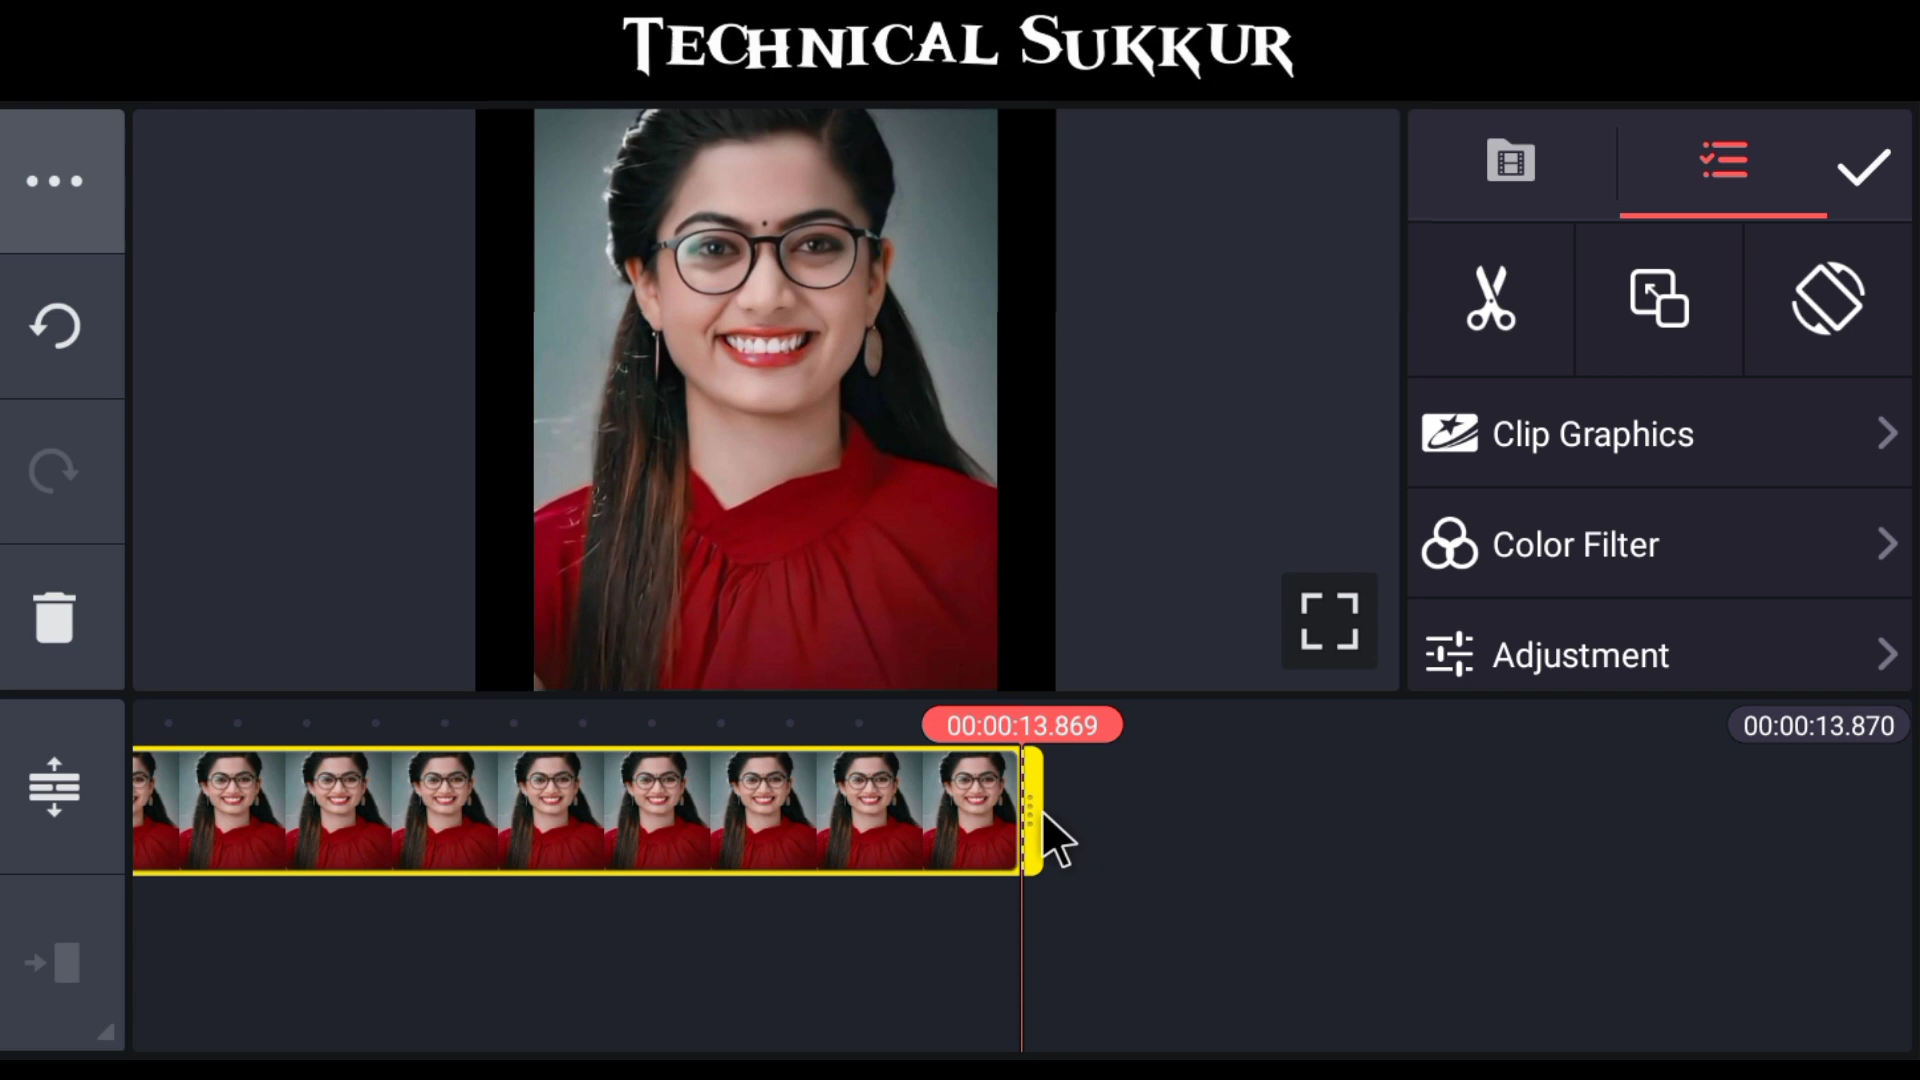 TECHNICAL SUKKUR
Clip Graphics
Color Filter
Adjustment
00:00:13.869
00:00:13.870